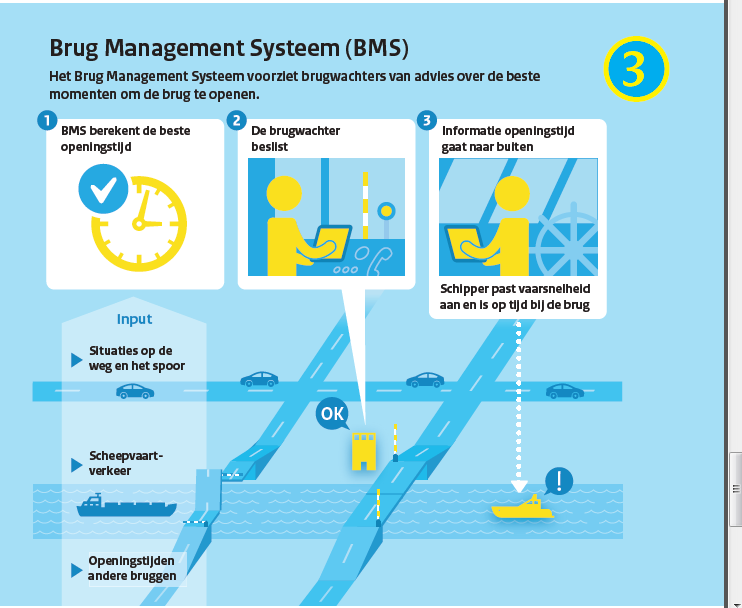 Brug Management Systeem (BMS)
Het Brug Management Systeem voorziet brugwachters van advies over de beste
momenten om de brug te openen.
3
1
BMS berekent de beste
openingstijd
2
De brugwachter
beslist
3
Informatie openingstijd
gaat naar buiten
Schipper past vaarsnelheid
aan en is op tijd bij de brug
Input
Situaties op de
weg en het spoor
OK
Scheepvaart-
verkeer
!
Openingstijden
andere bruggen